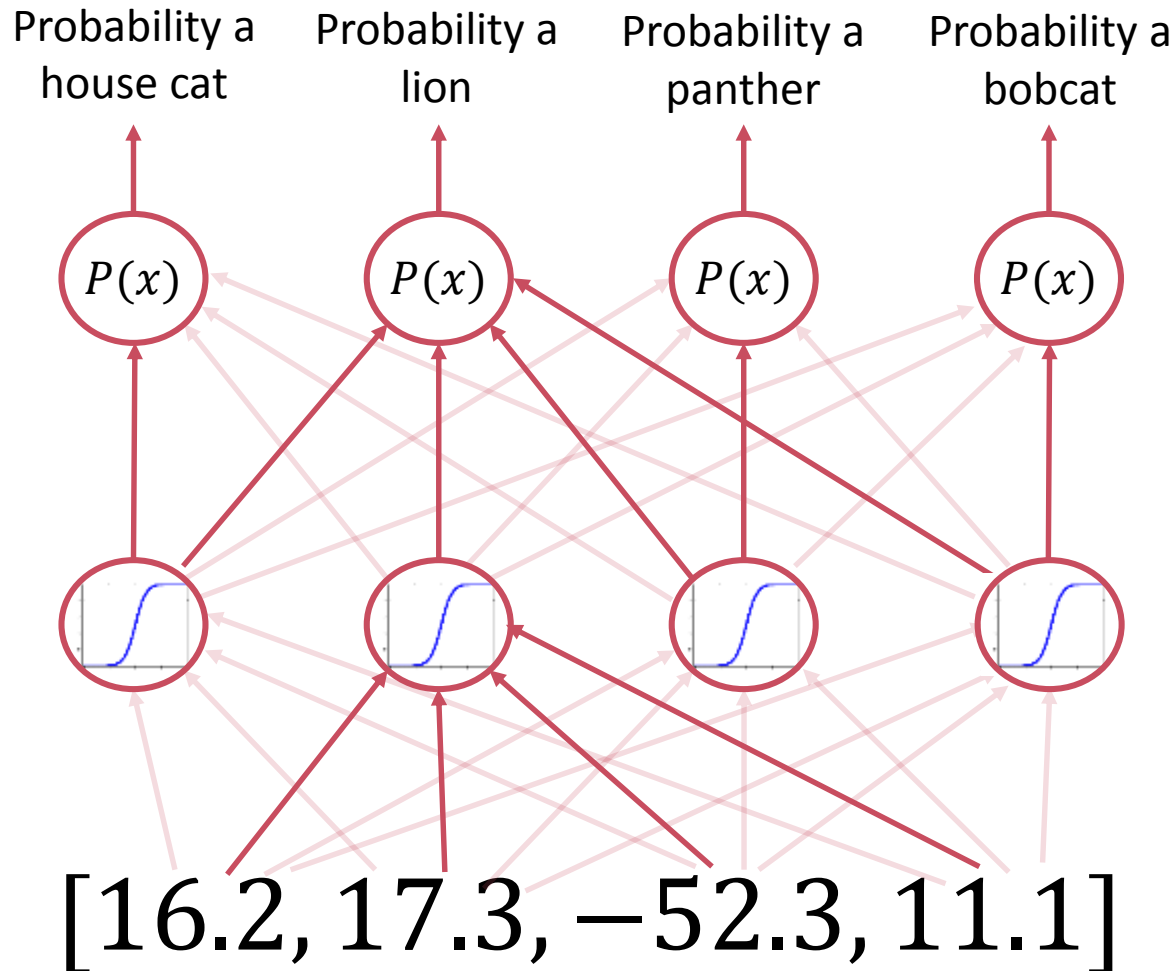 Probability a
house cat
Probability a
lion
Probability a
panther
Probability a
bobcat
P(x)
P(x)
P(x)
P(x)
[16.2, 17.3, −52.3, 11.1]